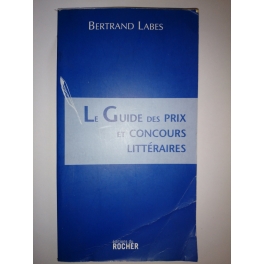 BERTRAND LABES
LE GUIDE DES PRIX
ET CONCOURS
LITTÉRAIRES
ROCHER